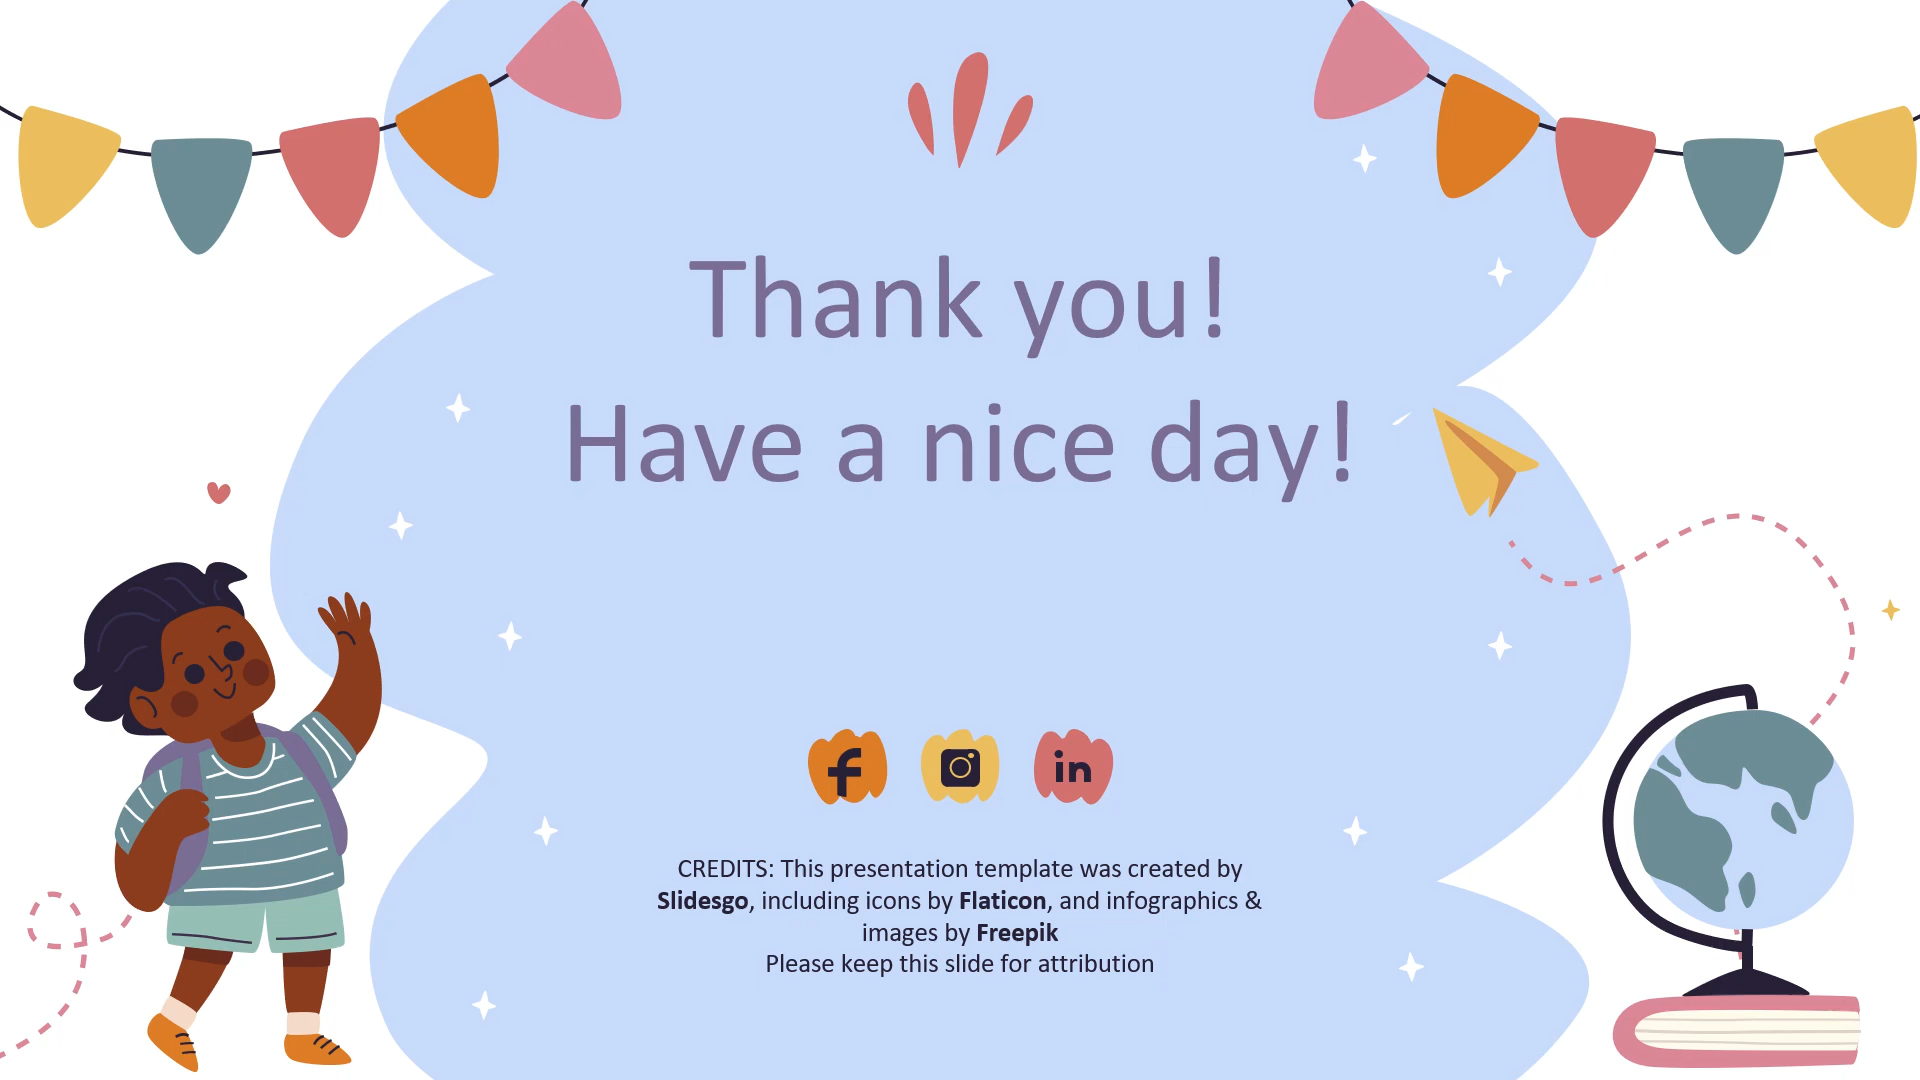 Thank you!
Have a nice day!
f
in
CREDITS: This presentation template was created by
Slidesgo, including icons by Flaticon, and infographics &
images by Freepik
Please keep this slide for attribution